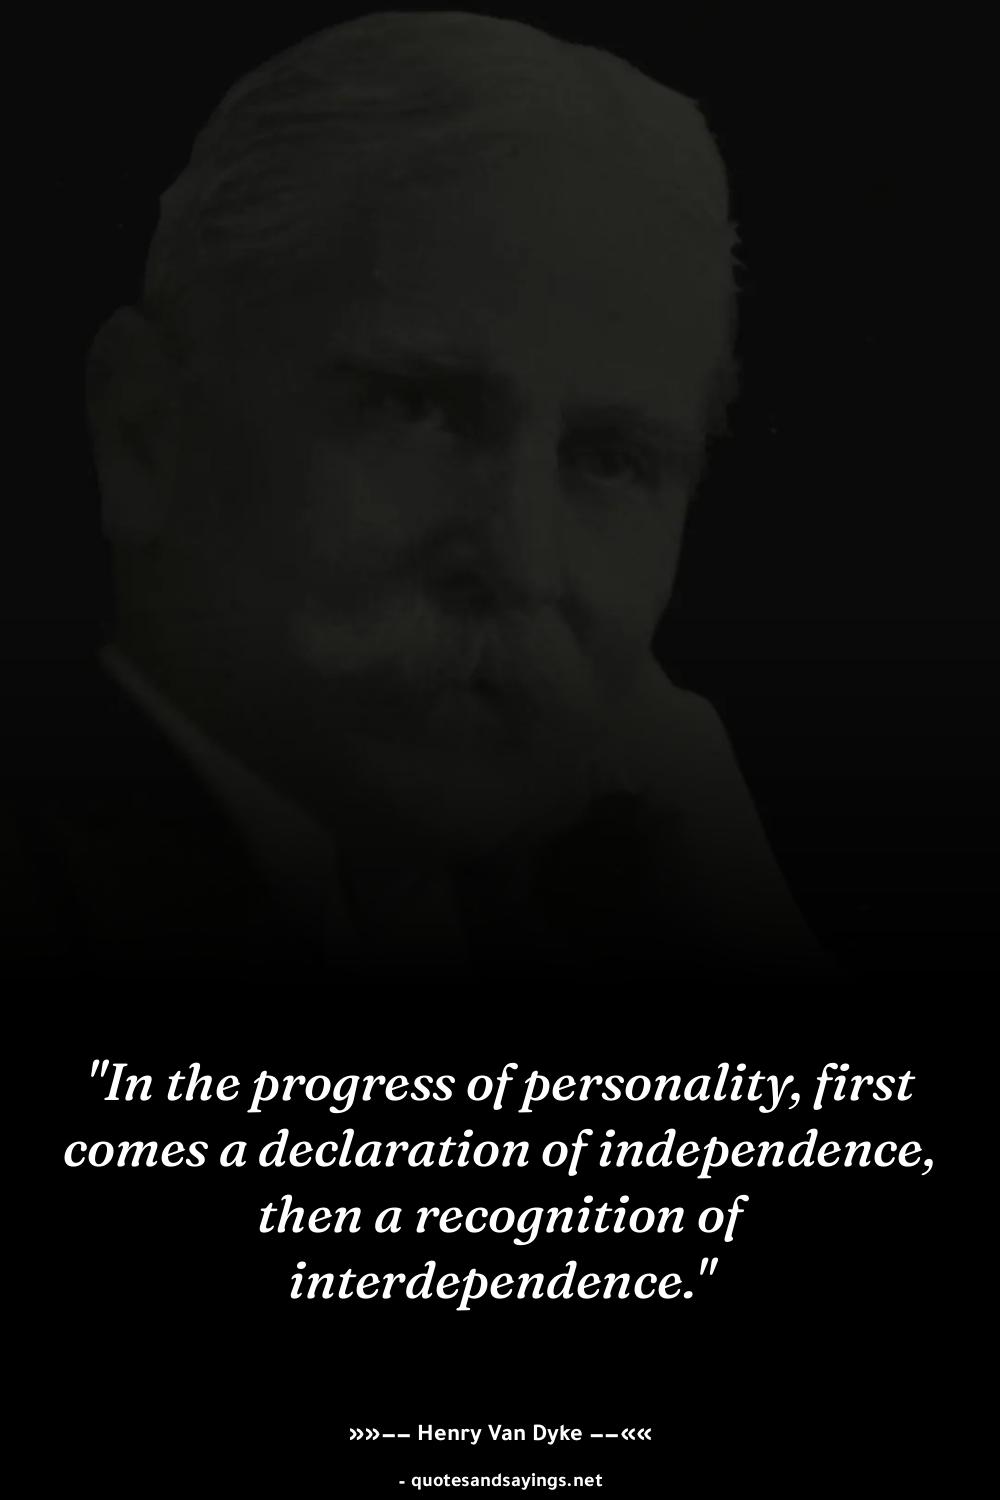 "In the progress of personality, first
comes a declaration of independence,
then a recognition of
interdependence."
»»–– Henry Van Dyke ––««
- quotesandsayings.net